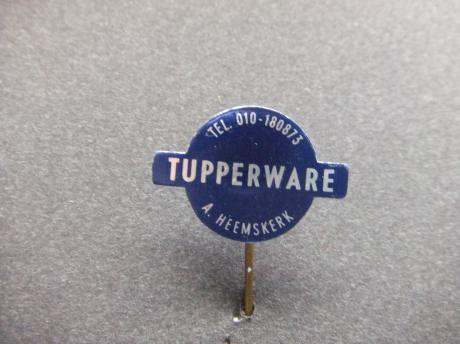 TEL. 010-180873
TUPPERWARE
A. HEEMSKERK